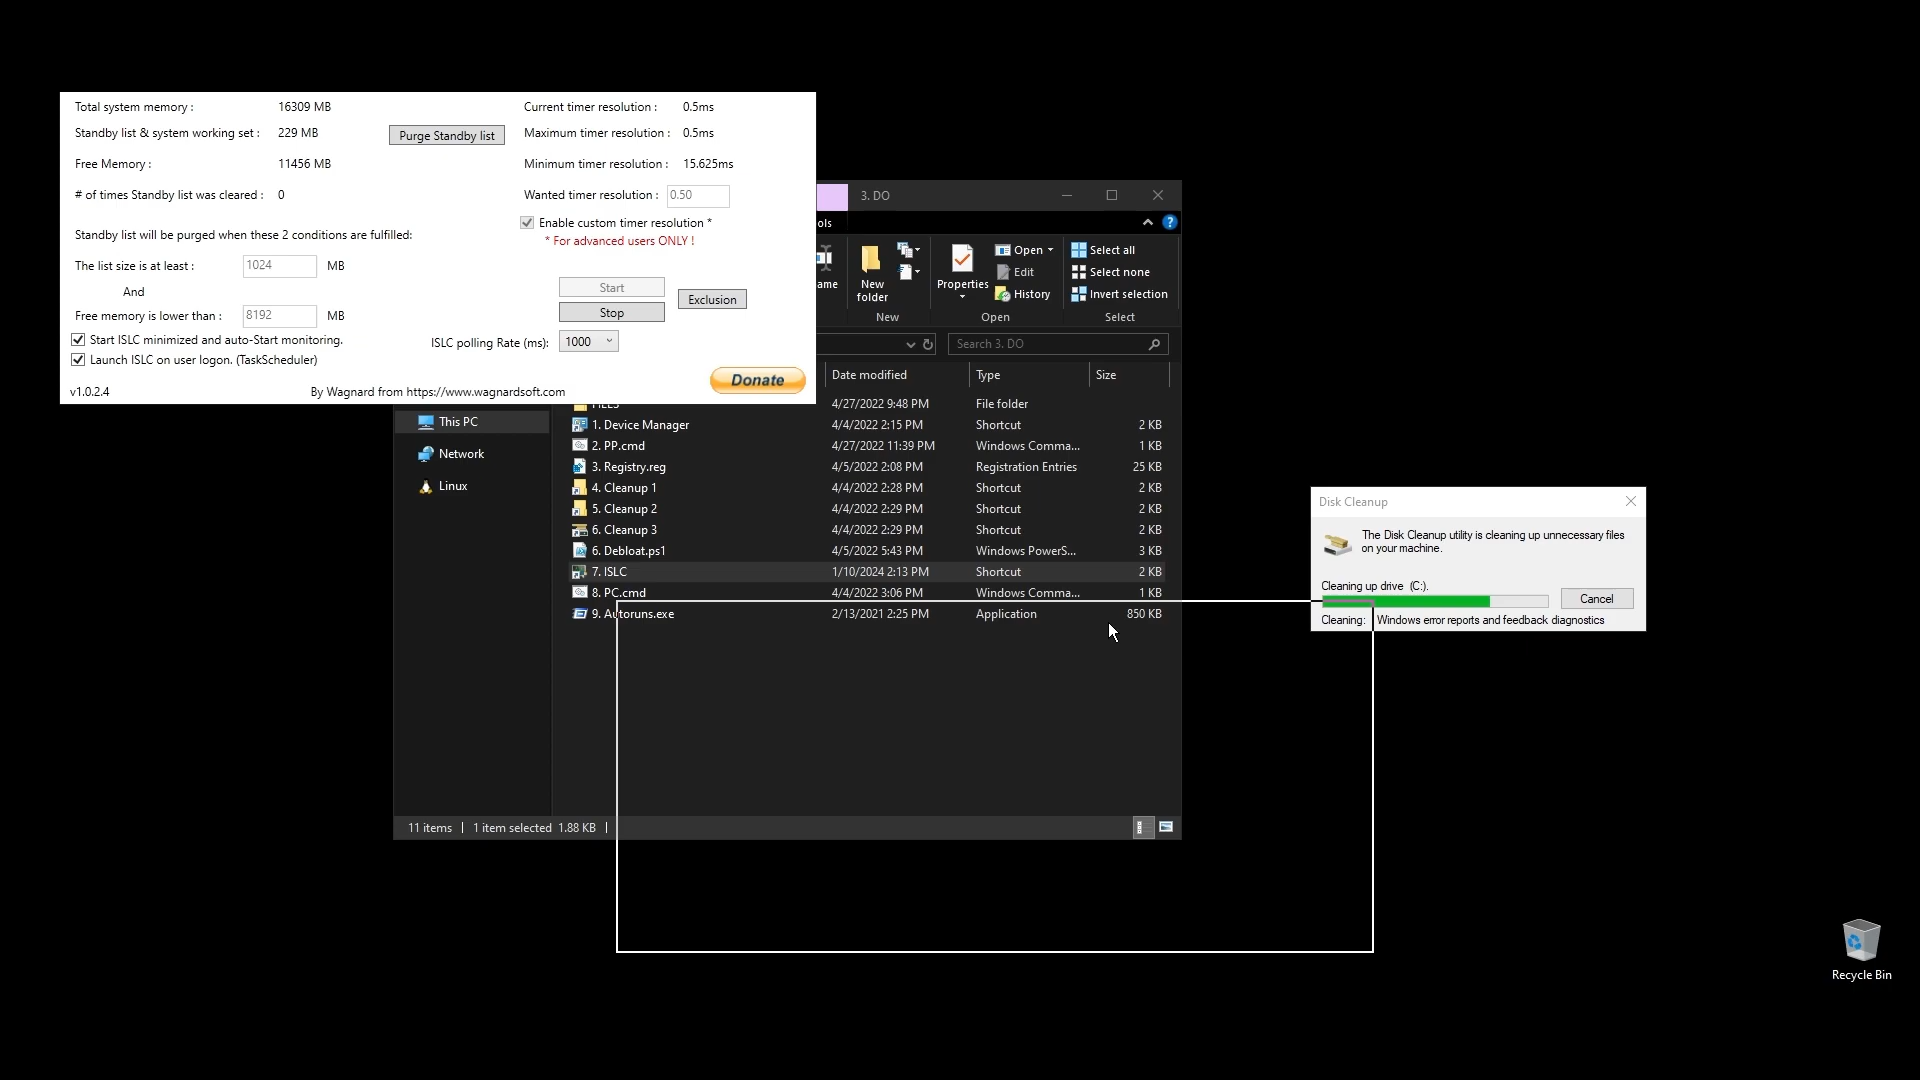 Total system memory : 16309 MB
Standby list & system working set : 229 MB
Purge Standby list
Free Memory : 11456 MB
# of times Standby list was cleared : 0
Standby list will be purged when these 2 conditions are fulfilled:
The list size is at least : 1024 MB
And
Free memory is lower than : 8192 MB
Start ISLC minimized and auto-Start monitoring.
Launch ISLC on user logon. (TaskScheduler)
v1.0.2.4
By Wagnard from https://www.wagnardsoft.com
Current timer resolution : 0.5ms
Maximum timer resolution : 0.5ms
Minimum timer resolution : 15.625ms
Wanted timer resolution : 0.50
Enable custom timer resolution *
* For advanced users ONLY !
Start
Stop
Exclusion
ISLC polling Rate (ms): 1000
Donate
3. DO
ols
ame
New folder
New
Properties
Open
Edit
History
Open
Select all
Select none
Invert selection
Select
Search 3. DO
Date modified Type Size
This PC
Network
Linux
4/27/2022 9:48 PM File folder
1. Device Manager 4/4/2022 2:15 PM Shortcut 2 KB
2. PP.cmd 4/27/2022 11:39 PM Windows Comma... 1 KB
3. Registry.reg 4/5/2022 2:08 PM Registration Entries 25 KB
4. Cleanup 1 4/4/2022 2:28 PM Shortcut 2 KB
5. Cleanup 2 4/4/2022 2:29 PM Shortcut 2 KB
6. Cleanup 3 4/4/2022 2:29 PM Shortcut 2 KB
6. Debloat.ps1 4/5/2022 5:43 PM Windows PowerS... 3 KB
7. ISLC 1/10/2024 2:13 PM Shortcut 2 KB
8. PC.cmd 4/4/2022 3:06 PM Windows Comma... 1 KB
9. Autoruns.exe 2/13/2021 2:25 PM Application 850 KB
11 items | 1 item selected 1.88 KB |
Disk Cleanup
The Disk Cleanup utility is cleaning up unnecessary files
on your machine.
Cleaning up drive (C:).
Cancel
Cleaning: Windows error reports and feedback diagnostics
Recycle Bin